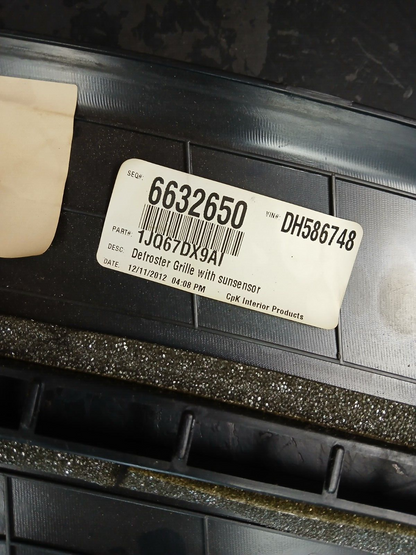 SEQ#: 6632650 VIN#: DH586748
PART#: 1JQ67DX9AI
DESC: Defroster Grille with sunsensor
DATE: 12/11/2012 04:08 PM CpK Interior Products